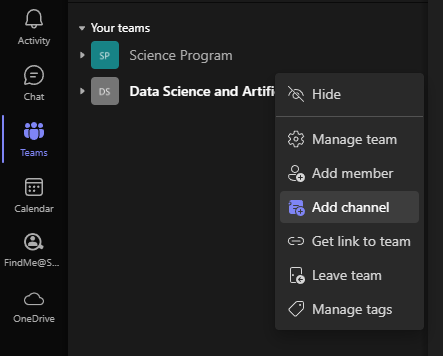 Activity
Chat
Teams
Calendar
FindMe@S...
OneDrive
Your teams
SP Science Program
DS Data Science and Artific
Hide
Manage team
Add member
Add channel
Get link to team
Leave team
Manage tags